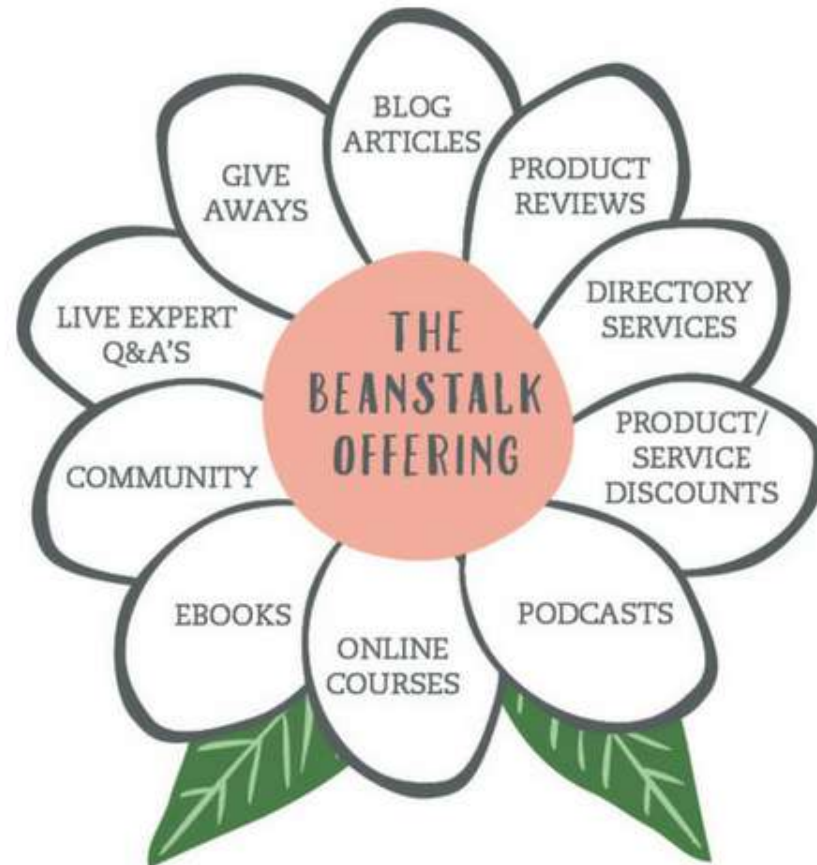 THE
BEANSTALK
OFFERING
BLOG
ARTICLES
PRODUCT
REVIEWS
DIRECTORY
SERVICES
PRODUCT/
SERVICE
DISCOUNTS
PODCASTS
ONLINE
COURSES
EBOOKS
COMMUNITY
LIVE EXPERT
Q&A'S
GIVE
AWAYS